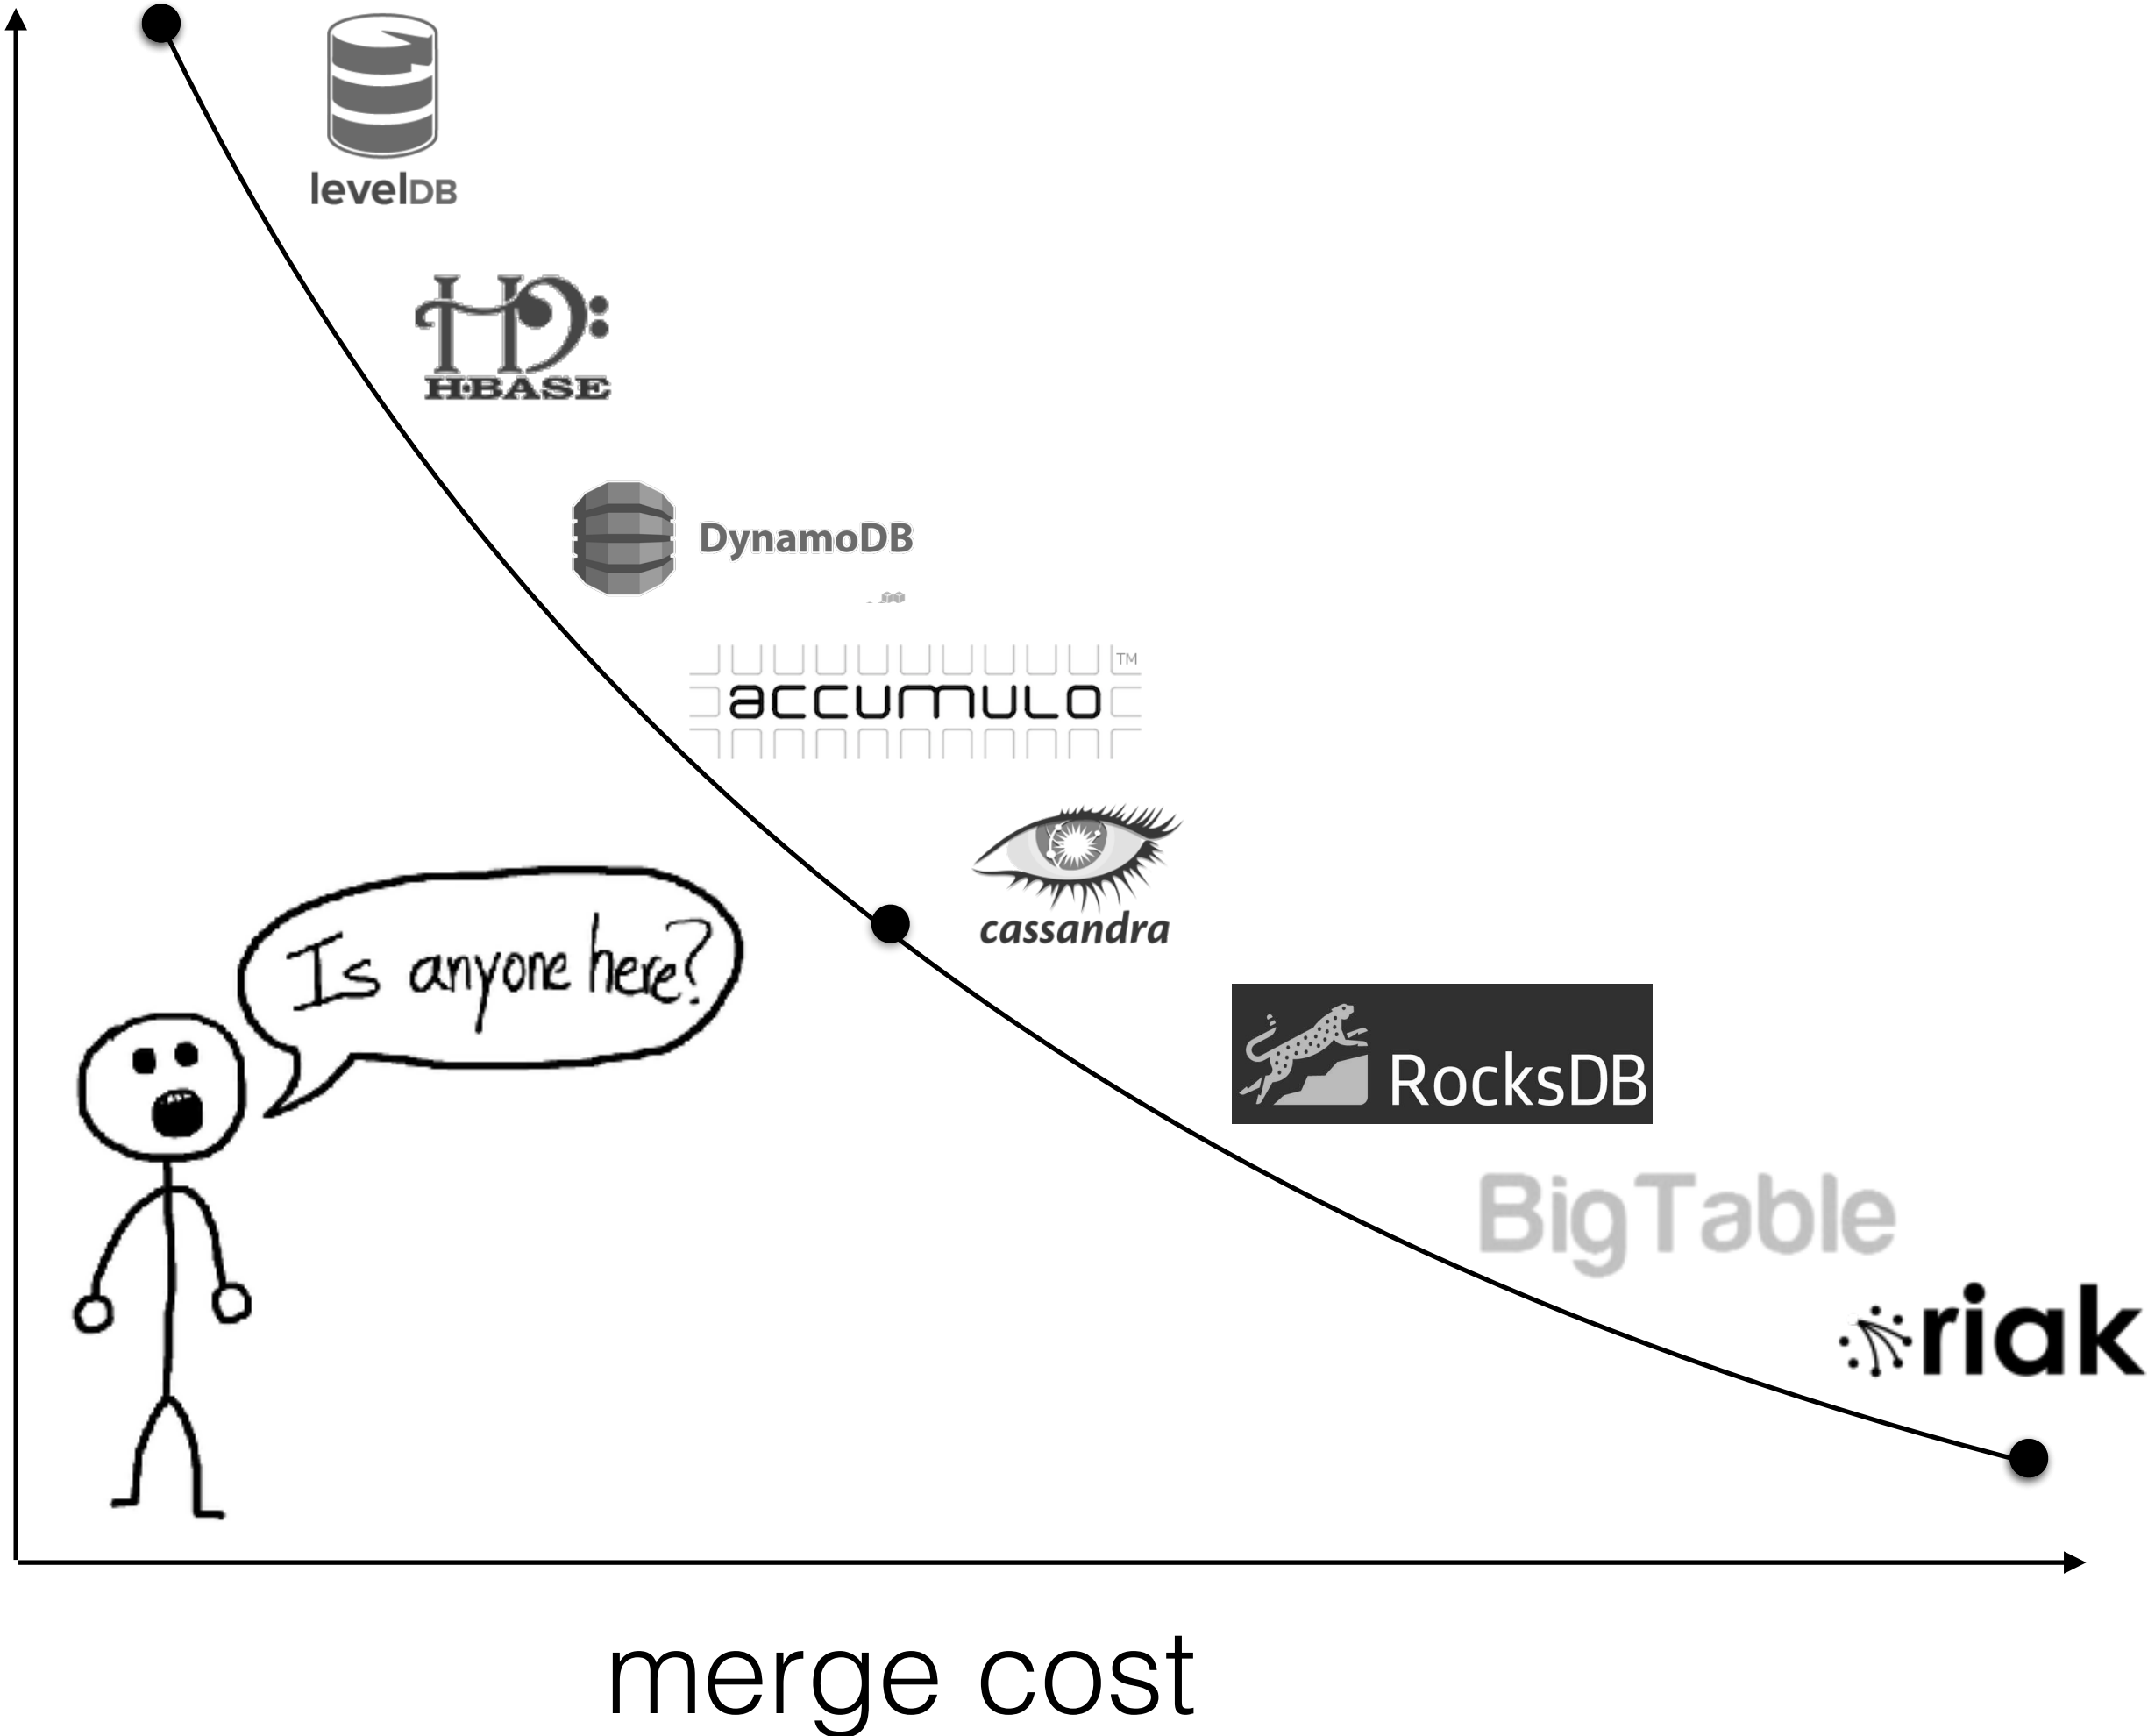 levelDB
HBASE
DynamoDB
TM
accumulo
cassandra
Is anyone here?
RocksDB
BigTable
riak
merge cost